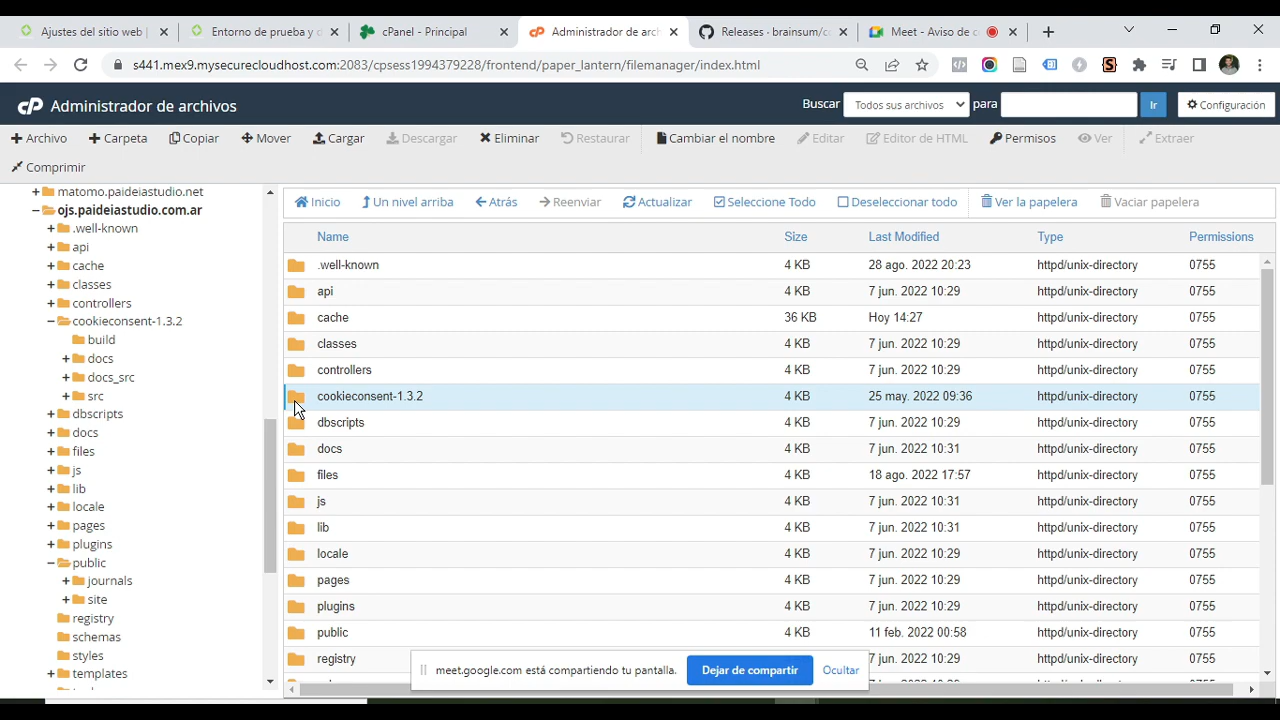 Ajustes del sitio web
Entorno de prueba y d
cPanel - Principal
Administrador de arch
Releases · brainsum/c
Meet - Aviso de c
s441.mex9.mysecurecloudhost.com:2083/cpsess1994379228/frontend/paper_lantern/filemanager/index.html
cP Administrador de archivos
Buscar Todos sus archivos para Ir Configuración
Archivo Carpeta Copiar Mover Cargar Descargar Eliminar Restaurar Cambiar el nombre Editar Editor de HTML Permisos Ver Extraer
Comprimir
matomo.paideiastudio.net
ojs.paideiastudio.com.ar
.well-known
api
cache
classes
controllers
cookieconsent-1.3.2
build
docs
docs_src
src
dbscripts
docs
files
js
lib
locale
pages
plugins
public
journals
site
registry
schemas
styles
templates
Inicio Un nivel arriba Atrás Reenviar Actualizar Seleccione Todo Deseleccionar todo Ver la papelera Vaciar papelera
Name Size Last Modified Type Permissions
.well-known 4 KB 28 ago. 2022 20:23 httpd/unix-directory 0755
api 4 KB 7 jun. 2022 10:29 httpd/unix-directory 0755
cache 36 KB Hoy 14:27 httpd/unix-directory 0755
classes 4 KB 7 jun. 2022 10:29 httpd/unix-directory 0755
controllers 4 KB 7 jun. 2022 10:29 httpd/unix-directory 0755
cookieconsent-1.3.2 4 KB 25 may. 2022 09:36 httpd/unix-directory 0755
dbscripts 4 KB 7 jun. 2022 10:29 httpd/unix-directory 0755
docs 4 KB 7 jun. 2022 10:31 httpd/unix-directory 0755
files 4 KB 18 ago. 2022 17:57 httpd/unix-directory 0755
js 4 KB 7 jun. 2022 10:31 httpd/unix-directory 0755
lib 4 KB 7 jun. 2022 10:31 httpd/unix-directory 0755
locale 4 KB 7 jun. 2022 10:29 httpd/unix-directory 0755
pages 4 KB 7 jun. 2022 10:29 httpd/unix-directory 0755
plugins 4 KB 7 jun. 2022 10:29 httpd/unix-directory 0755
public 4 KB 11 feb. 2022 00:58 httpd/unix-directory 0755
registry 7 jun. 2022 10:29 httpd/unix-directory 0755
meet.google.com está compartiendo tu pantalla. Dejar de compartir Ocultar